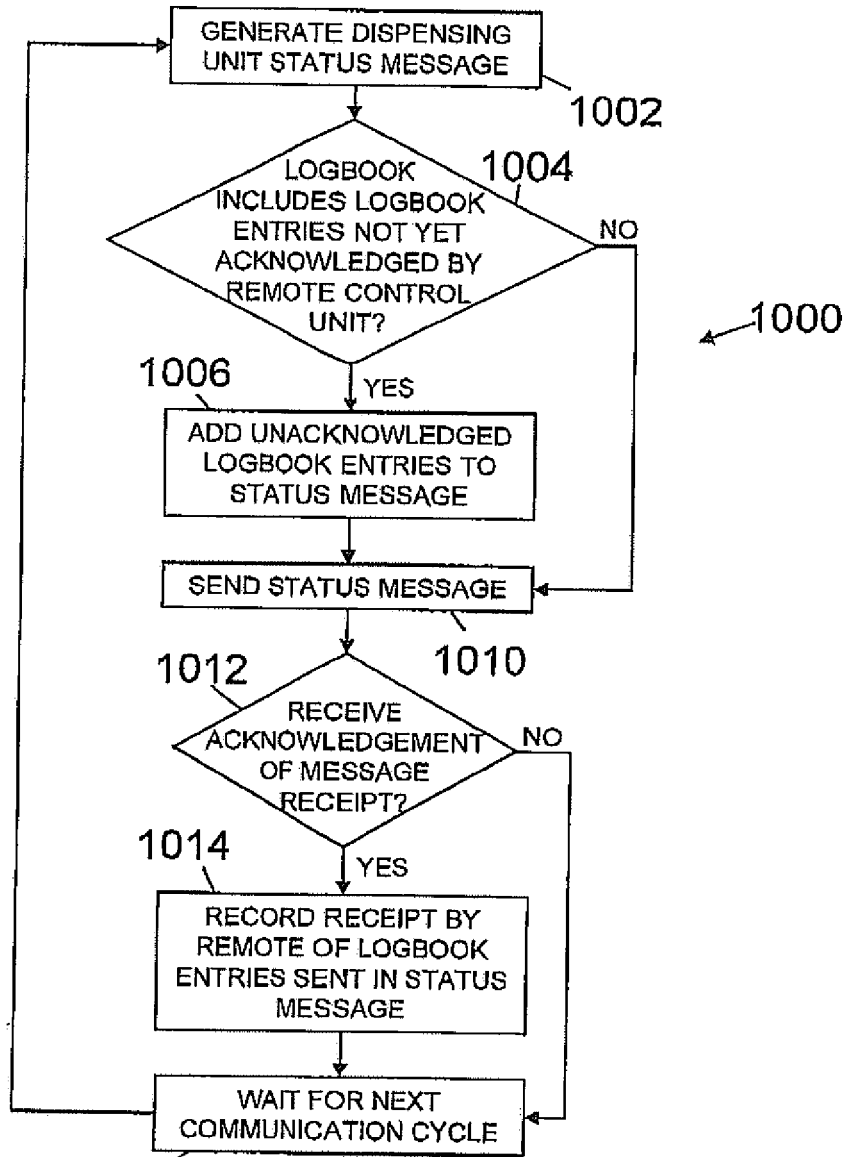 GENERATE DISPENSING
UNIT STATUS MESSAGE
1002
LOGBOOK
INCLUDES LOGBOOK
ENTRIES NOT YET
ACKNOWLEDGED BY
REMOTE CONTROL
UNIT?
1004
NO
1000
YES
1006
ADD UNACKNOWLEDGED
LOGBOOK ENTRIES TO
STATUS MESSAGE
SEND STATUS MESSAGE
1010
1012
RECEIVE
ACKNOWLEDGEMENT
OF MESSAGE
RECEIPT?
NO
YES
1014
RECORD RECEIPT BY
REMOTE OF LOGBOOK
ENTRIES SENT IN STATUS
MESSAGE
WAIT FOR NEXT
COMMUNICATION CYCLE